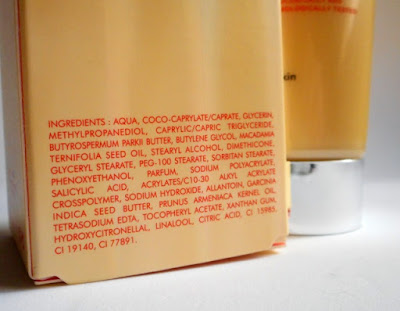 OLOGICALLY TESTED
kin
INGREDIENTS : AQUA, COCO-CAPRYLATE/CAPRATE, GLYCERIN,
METHYLPROPANEDIOL, CAPRYLIC/CAPRIC TRIGLYCERIDE,
BUTYROSPERMUM PARKII BUTTER, BUTYLENE GLYCOL, MACADAMIA
TERNIFOLIA SEED OIL, STEARYL ALCOHOL, DIMETHICONE,
GLYCERYL STEARATE, PEG-100 STEARATE, SORBITAN STEARATE,
PHENOXYETHANOL, PARFUM, SODIUM POLYACRYLATE,
SALICYLIC ACID, ACRYLATES/C10-30 ALKYL ACRYLATE
CROSSPOLYMER, SODIUM HYDROXIDE, ALLANTOIN, GARCINIA
INDICA SEED BUTTER, PRUNUS ARMENIACA KERNEL OIL,
TETRASODIUM EDTA, TOCOPHERYL ACETATE, XANTHAN GUM,
HYDROXYCITRONELLAL, LINALOOL, CITRIC ACID, CI 15985,
CI 19140, CI 77891.